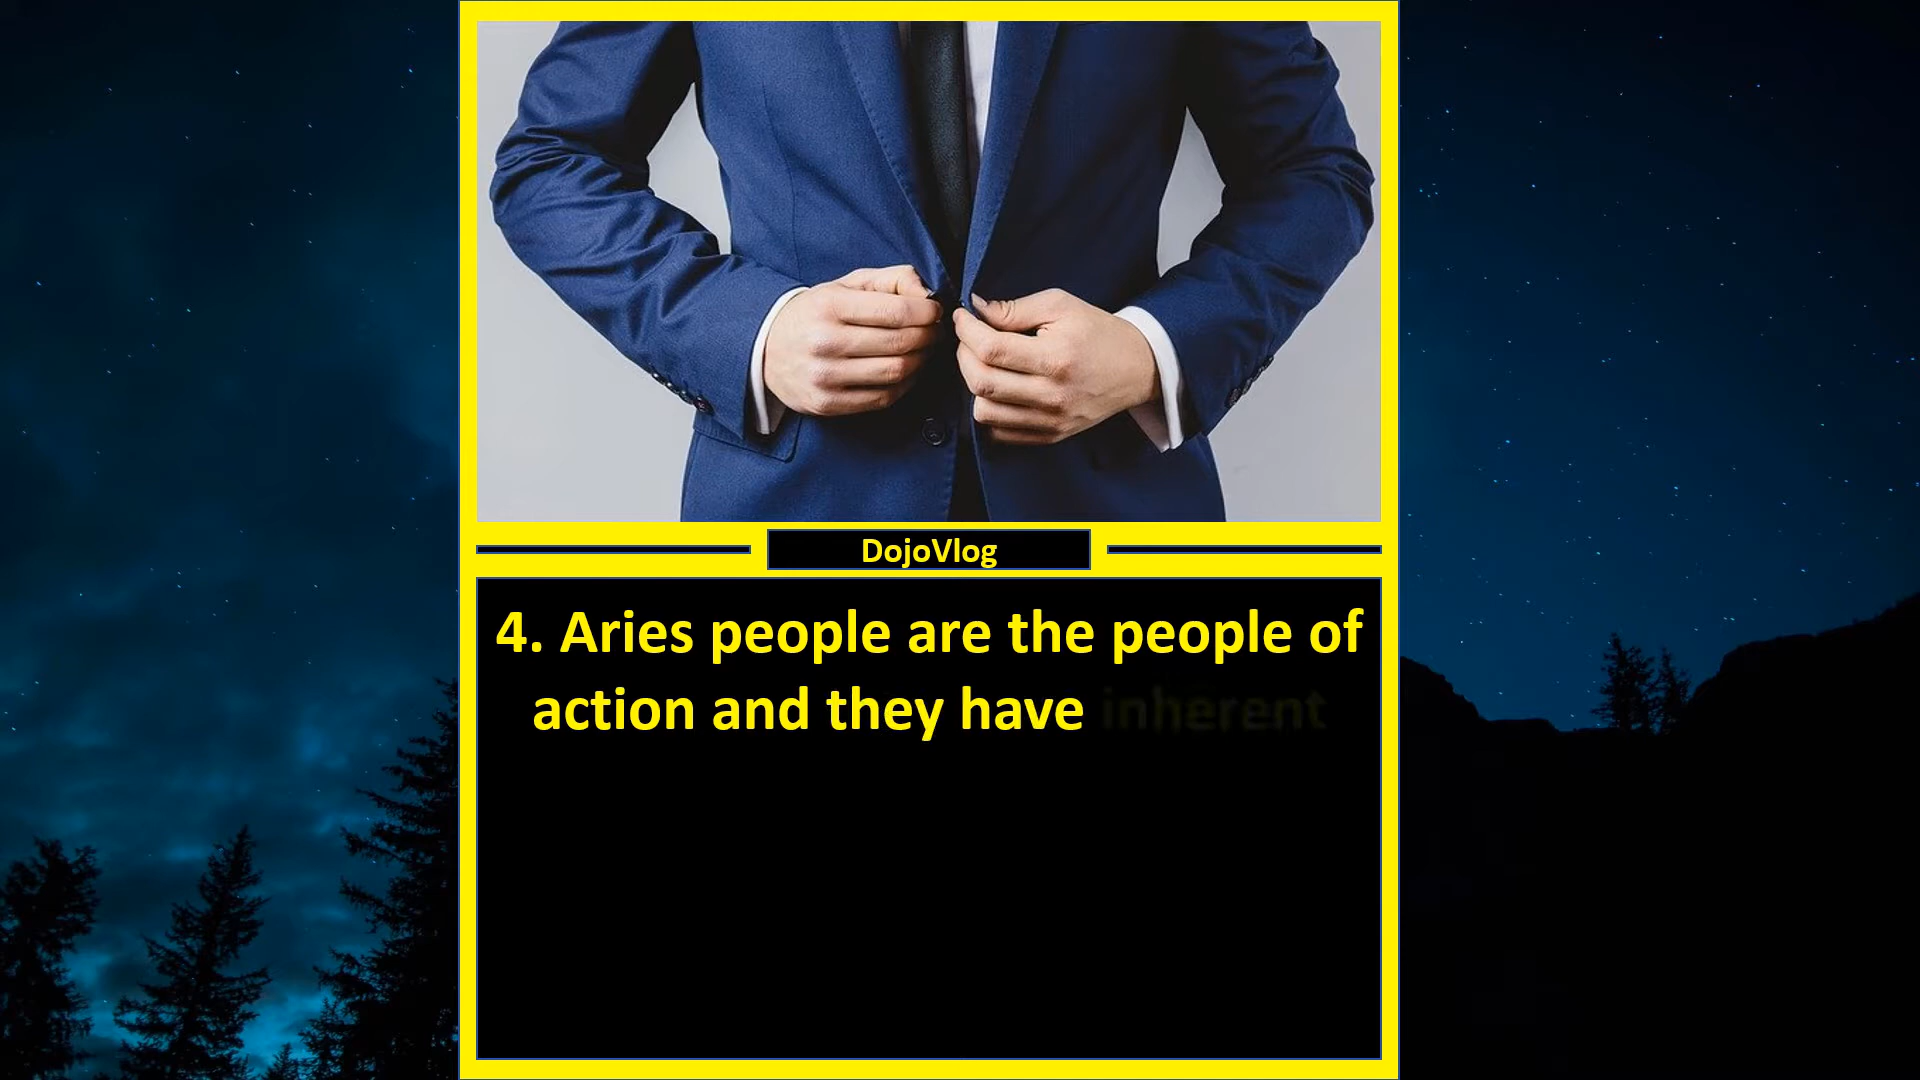 DojoVlog
4. Aries people are the people of
action and they have inherent